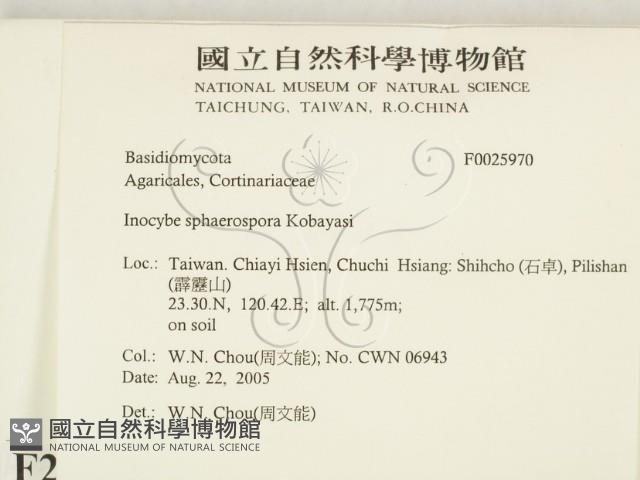 國立自然科學博物館
NATIONAL MUSEUM OF NATURAL SCIENCE
TAICHUNG, TAIWAN, R.O.CHINA
Basidiomycota F0025970
Agaricales, Cortinariaceae
Inocybe sphaerospora Kobayasi
Loc.: Taiwan. Chiayi Hsien, Chuchi Hsiang: Shihcho (石卓), Pilishan
(霹靂山)
23.30.N, 120.42.E; alt. 1,775m;
on soil
Col.: W.N. Chou(周文能); No. CWN 06943
Date: Aug. 22, 2005
Det.: W.N. Chou(周文能)
國立自然科學博物館
NATIONAL MUSEUM OF NATURAL SCIENCE
F2